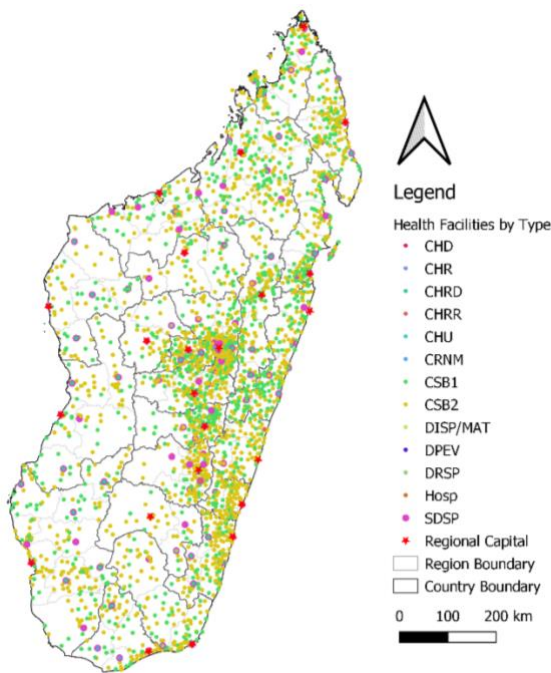 Legend
Health Facilities by Type
CHD
CHR
CHRD
CHRR
CHU
CRNM
CSB1
CSB2
DISP/MAT
DPEV
DRSP
Hosp
SDSP
Regional Capital
Region Boundary
Country Boundary
0 100 200 km